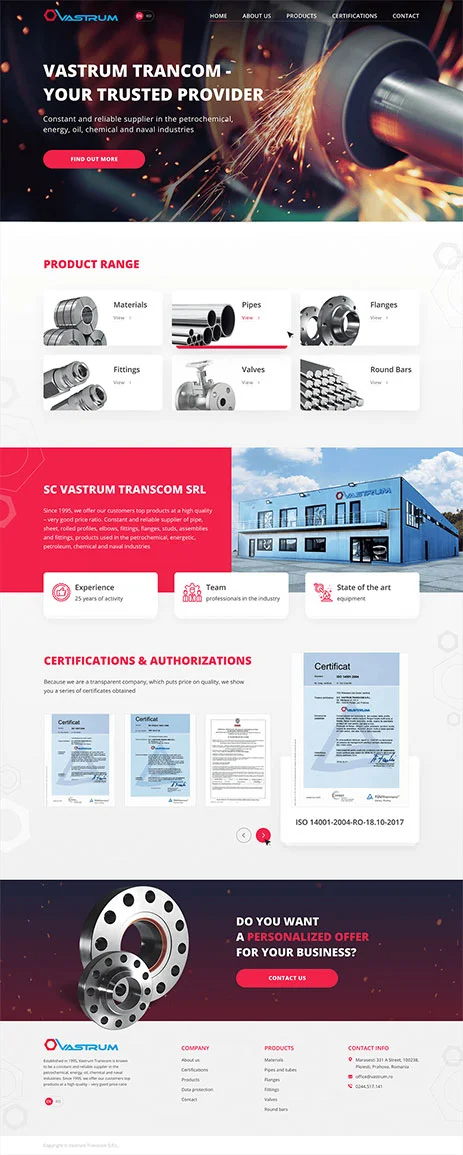 VASTRUM
EN RO
HOME ABOUT US PRODUCTS CERTIFICATIONS CONTACT
VASTRUM TRANCOM -
YOUR TRUSTED PROVIDER
Constant and reliable supplier in the petrochemical,
energy, oil, chemical and naval industries
FIND OUT MORE
PRODUCT RANGE
Materials
View
Pipes
View
Flanges
View
Fittings
View
Valves
View
Round Bars
View
SC VASTRUM TRANSCOM SRL
Since 1995, we offer our customers top products at a high quality
– very good price ratio. Constant and reliable supplier of pipe,
sheet, rolled profiles, elbows, fittings, flanges, studs, assemblies
and fittings, products used in the petrochemical, energetic,
petroleum, chemical and naval industries
VASTRUM
Experience
25 years of activity
Team
professionals in the industry
State of the art
equipment
CERTIFICATIONS & AUTHORIZATIONS
Because we are a transparent company, which puts price on quality, we show
you a series of certificates obtained
Certificat
Certificat
Certificat
ISO 14001:2004
ISO 14001-2004-RO-18.10-2017
DO YOU WANT
A PERSONALIZED OFFER
FOR YOUR BUSINESS?
CONTACT US
VASTRUM
Established in 1995, Vastrum Transcom is known
to be a constant and reliable supplier in the
petrochemical, energy, oil, chemical and naval
industries. Since 1995, we offer our customers top
products at a high-quality – very good price ratio
EN RO
COMPANY
About us
Certifications
Products
Data protection
Contact
PRODUCTS
Materials
Pipes and tubes
Flanges
Fittings
Valves
Round bars
CONTACT INFO
Marasesti 331 A Street, 100238,
Ploiesti, Prahova, Romania
office@vastrum.ro
0244.517.141
Copyright © Vastrum Transcom S.R.L.